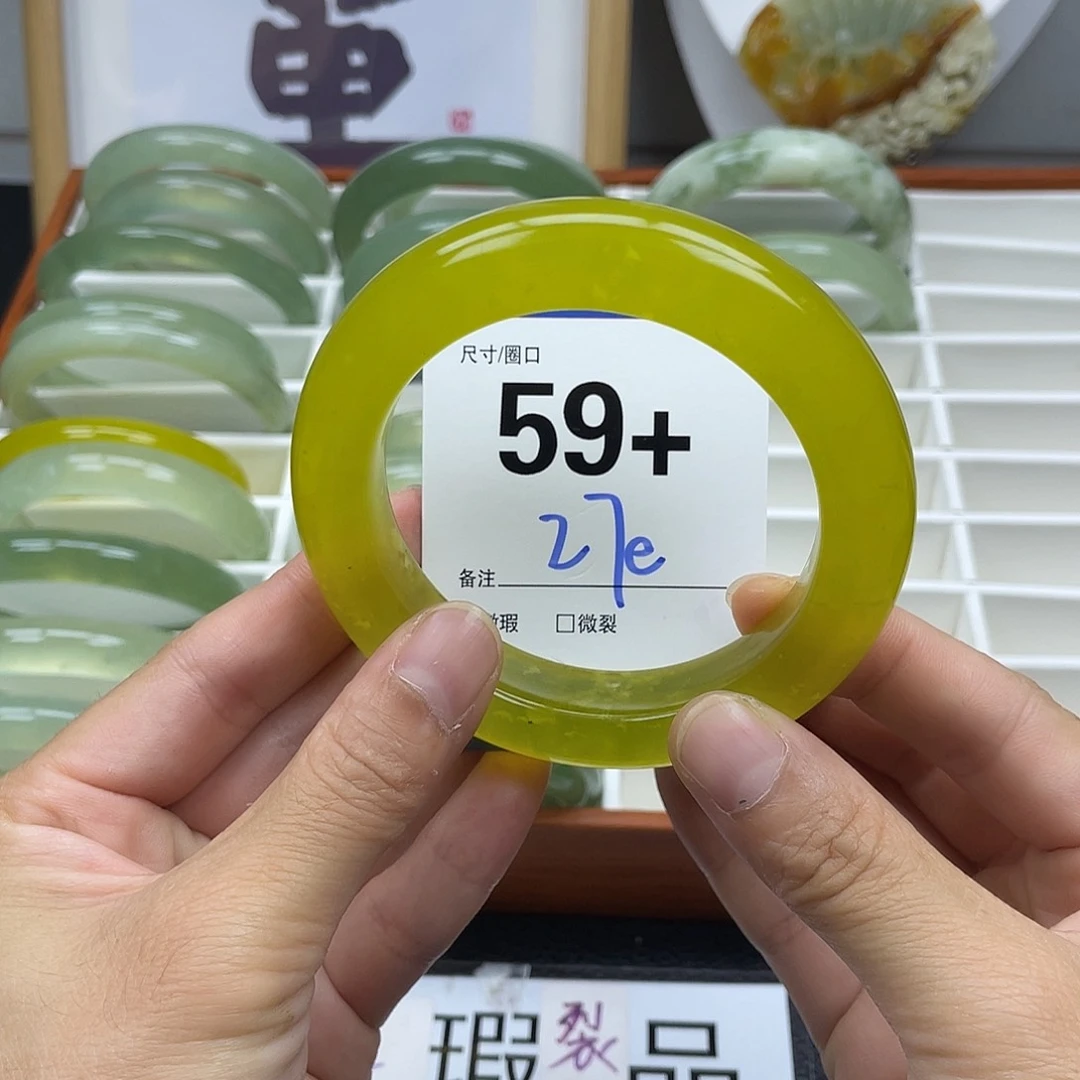 尺寸/圈口
59+
27e
备注
瑕 □微裂
瑕裂品